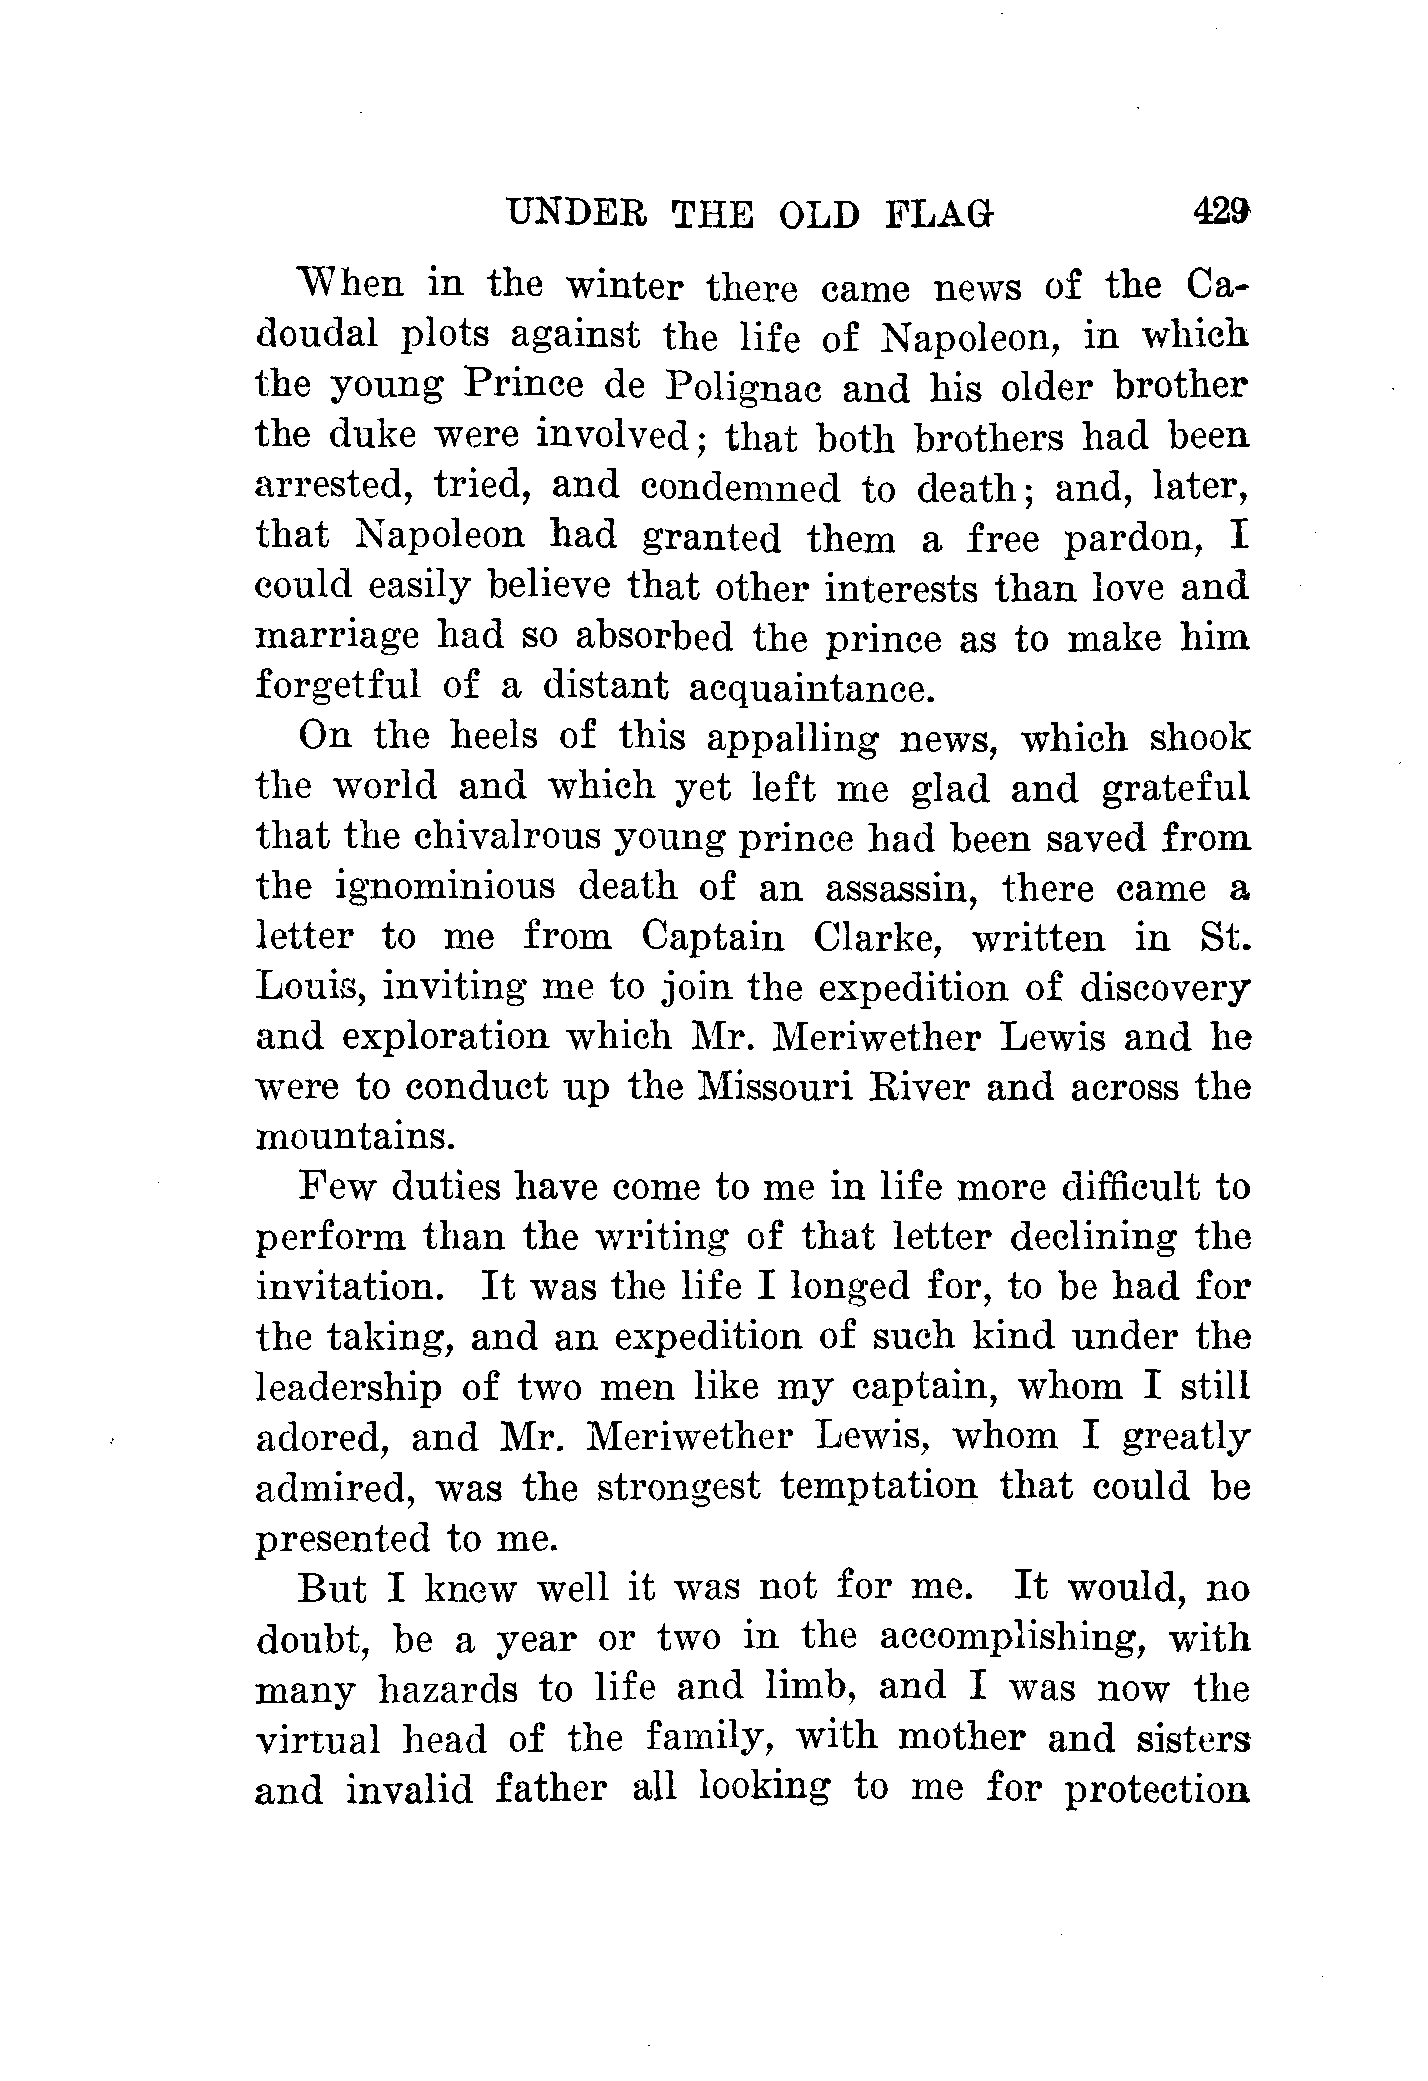 UNDER THE OLD FLAG 429
When in the winter there came news of the Ca-
doudal plots against the life of Napoleon, in which
the young Prince de Polignac and his older brother
the duke were involved; that both brothers had been
arrested, tried, and condemned to death; and, later,
that Napoleon had granted them a free pardon, I
could easily believe that other interests than love and
marriage had so absorbed the prince as to make him
forgetful of a distant acquaintance.
On the heels of this appalling news, which shook
the world and which yet left me glad and grateful
that the chivalrous young prince had been saved from
the ignominious death of an assassin, there came a
letter to me from Captain Clarke, written in St.
Louis, inviting me to join the expedition of discovery
and exploration which Mr. Meriwether Lewis and he
were to conduct up the Missouri River and across the
mountains.
Few duties have come to me in life more difficult to
perform than the writing of that letter declining the
invitation. It was the life I longed for, to be had for
the taking, and an expedition of such kind under the
leadership of two men like my captain, whom I still
adored, and Mr. Meriwether Lewis, whom I greatly
admired, was the strongest temptation that could be
presented to me.
But I knew well it was not for me. It would, no
doubt, be a year or two in the accomplishing, with
many hazards to life and limb, and I was now the
virtual head of the family, with mother and sisters
and invalid father all looking to me for protection